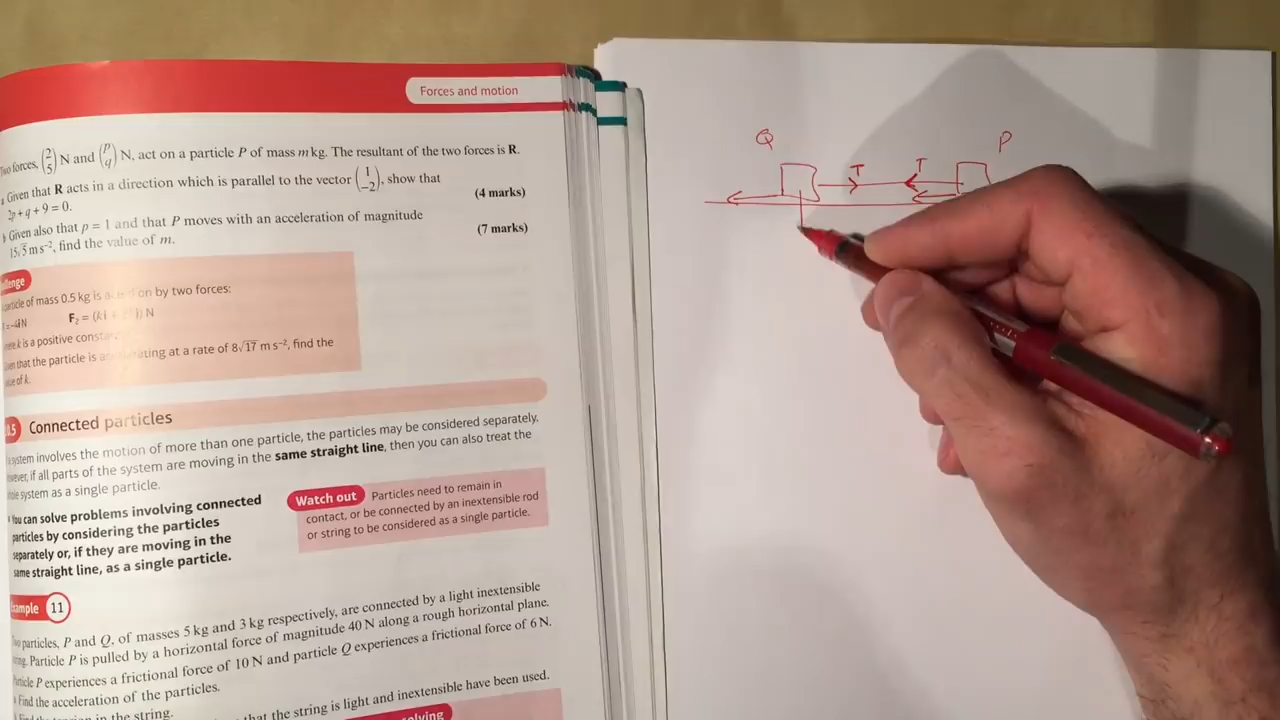 Forces and motion
Two forces, (2 5) N and (p q) N, act on a particle P of mass m kg. The resultant of the two forces is R.
a Given that R acts in a direction which is parallel to the vector (1 -2), show that
2p + q + 9 = 0.
(4 marks)
b Given also that p = 1 and that P moves with an acceleration of magnitude
15√5 m s⁻², find the value of m.
(7 marks)
particle of mass 0.5 kg is on by two forces:
= -4i N F₂ = (ki + j) N
k is a positive
that the particle is at a rate of 8√17 m s⁻², find the
of k.
Connected particles
system involves the motion of more than one particle, the particles may be considered separately.
if all parts of the system are moving in the same straight line, then you can also treat the
system as a single particle.
You can solve problems involving connected
particles by considering the particles
separately or, if they are moving in the
same straight line, as a single particle.
Watch out Particles need to remain in
contact, or be connected by an inextensible rod
or string to be considered as a single particle.
11
particles, P and Q, of masses 5 kg and 3 kg respectively, are connected by a light inextensible
Particle P is pulled by a horizontal force of magnitude 40 N along a rough horizontal plane.
Particle P experiences a frictional force of 10 N and particle Q experiences a frictional force of 6 N.
Find the acceleration of the particles.
in the string.
that the string is light and inextensible have been used.
Q
P
T
T